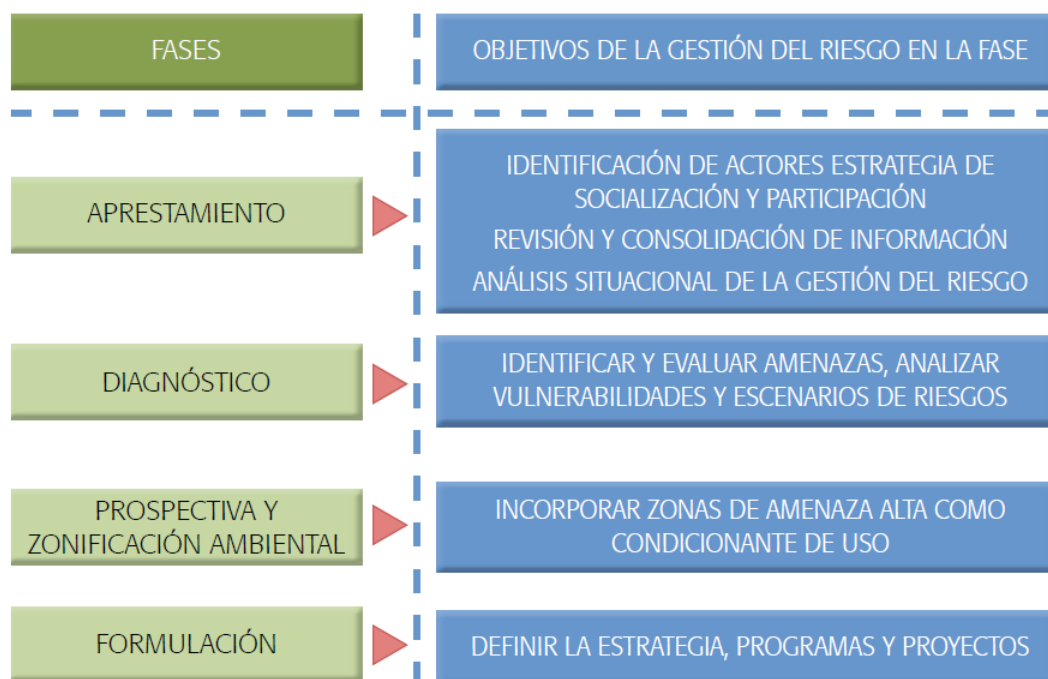 FASES
OBJETIVOS DE LA GESTIÓN DEL RIESGO EN LA FASE
APRESTAMIENTO
IDENTIFICACIÓN DE ACTORES ESTRATEGIA DE
SOCIALIZACIÓN Y PARTICIPACIÓN
REVISIÓN Y CONSOLIDACIÓN DE INFORMACIÓN
ANÁLISIS SITUACIONAL DE LA GESTIÓN DEL RIESGO
DIAGNÓSTICO
IDENTIFICAR Y EVALUAR AMENAZAS, ANALIZAR
VULNERABILIDADES Y ESCENARIOS DE RIESGOS
PROSPECTIVA Y
ZONIFICACIÓN AMBIENTAL
INCORPORAR ZONAS DE AMENAZA ALTA COMO
CONDICIONANTE DE USO
FORMULACIÓN
DEFINIR LA ESTRATEGIA, PROGRAMAS Y PROYECTOS